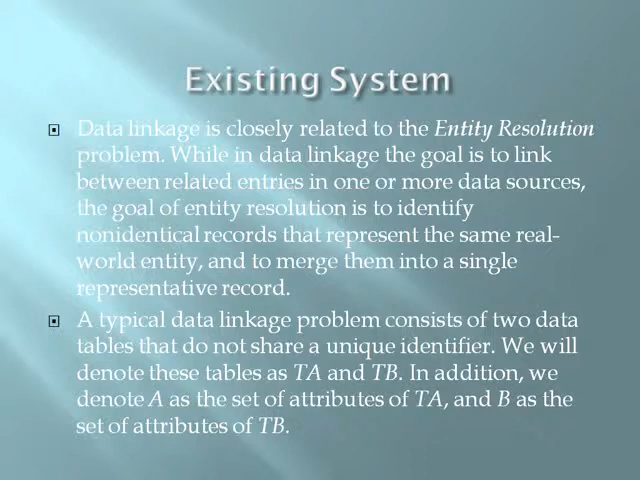 Existing System
Data linkage is closely related to the Entity Resolution
problem. While in data linkage the goal is to link
between related entries in one or more data sources,
the goal of entity resolution is to identify
nonidentical records that represent the same real-
world entity, and to merge them into a single
representative record.
A typical data linkage problem consists of two data
tables that do not share a unique identifier. We will
denote these tables as TA and TB. In addition, we
denote A as the set of attributes of TA, and B as the
set of attributes of TB.